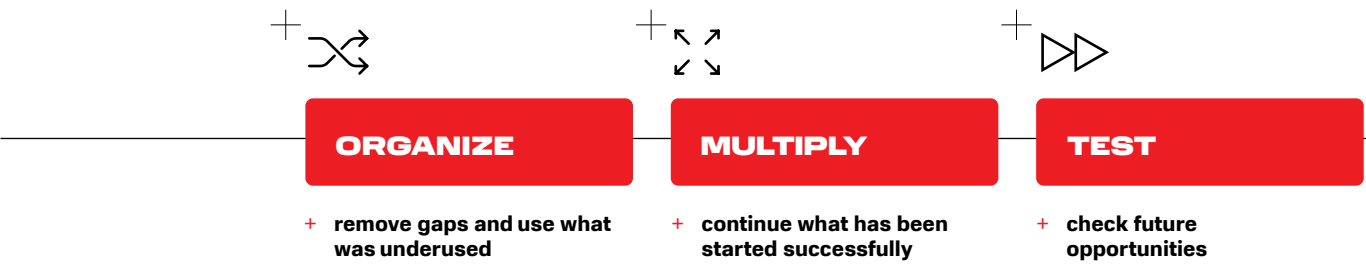 ORGANIZE
+ remove gaps and use what
was underused
MULTIPLY
+ continue what has been
started successfully
TEST
+ check future
opportunities